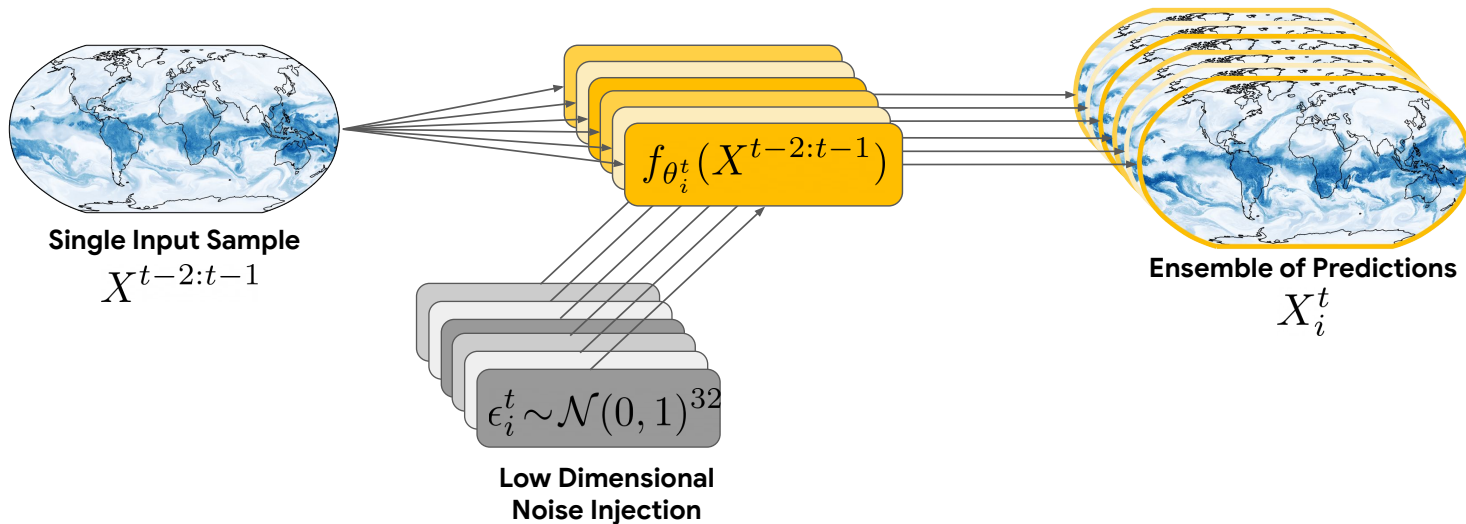 Single Input Sample
X^{t-2:t-1}
f_{θ_i^t}(X^{t-2:t-1})
ϵ_i^t ~ 𝒩(0, 1)^{32}
Low Dimensional
Noise Injection
Ensemble of Predictions
X_i^t